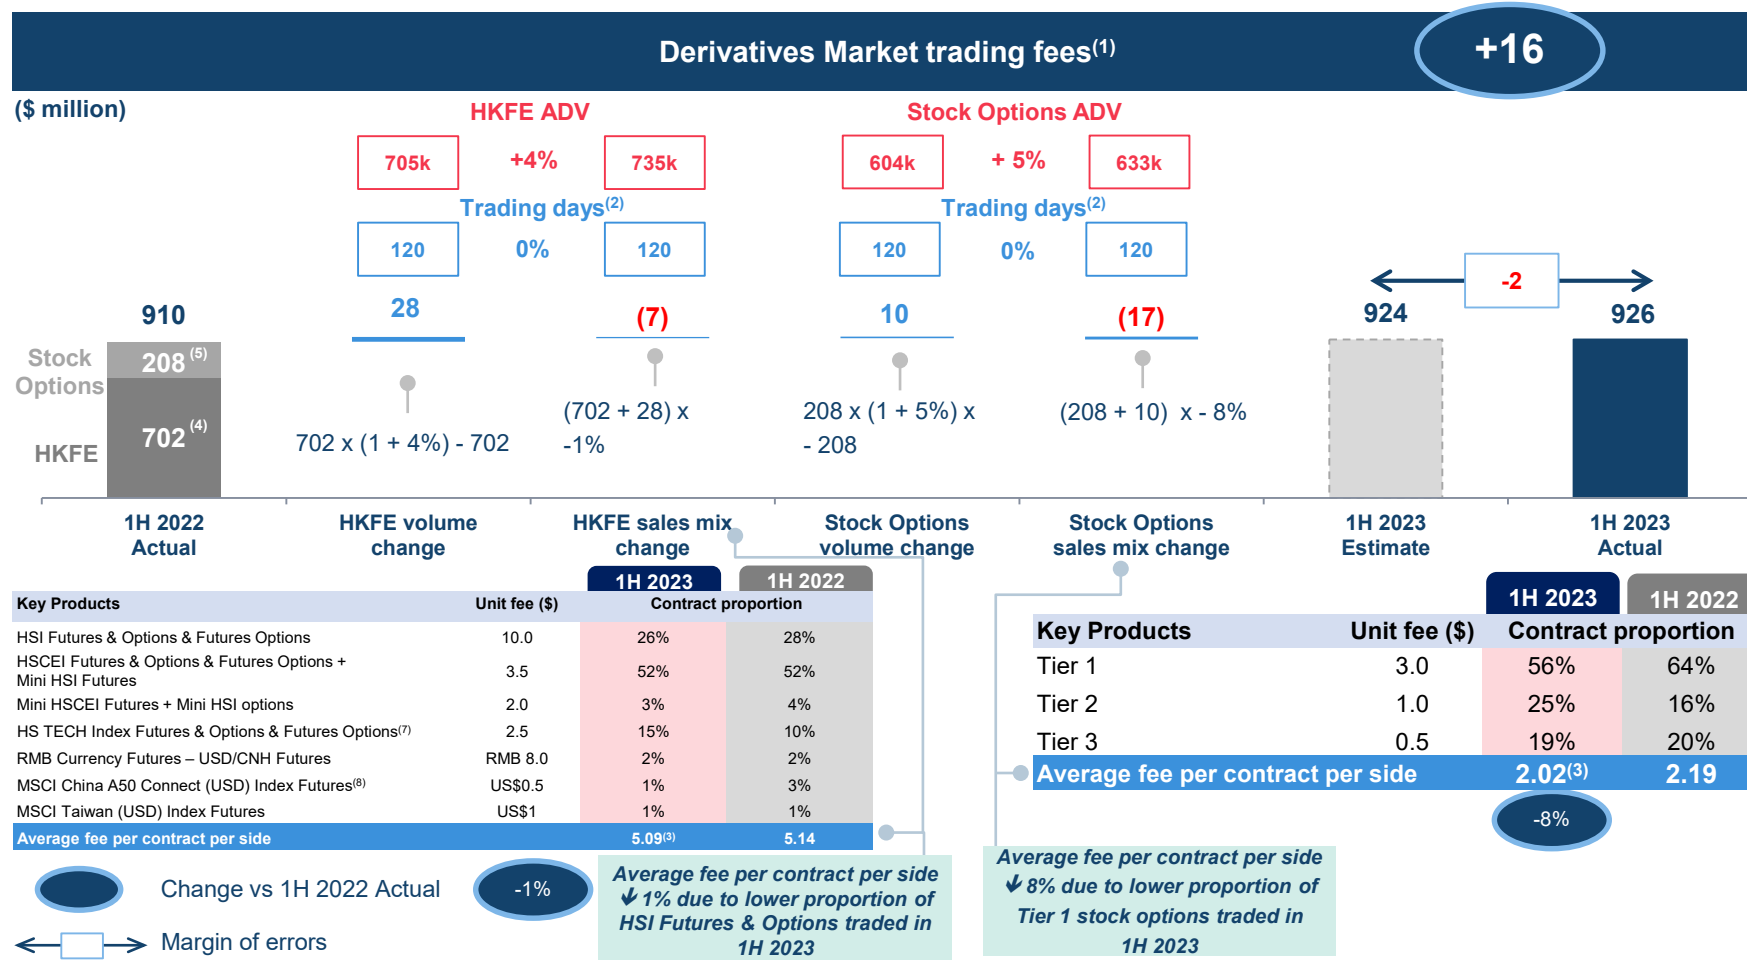 Derivatives Market trading fees(1)
+16
($ million)
HKFE ADV
Stock Options ADV
705k
+4%
735k
604k
+ 5%
633k
Trading days(2)
Trading days(2)
120
0%
120
120
0%
120
910
28
(7)
10
(17)
924
-2
926
Stock Options
208 (5)
HKFE
702 (4)
702 x (1 + 4%) - 702
(702 + 28) x
-1%
208 x (1 + 5%) x
- 208
(208 + 10) x - 8%
1H 2022
Actual
HKFE volume
change
HKFE sales mix
change
Stock Options
volume change
Stock Options
sales mix change
1H 2023
Estimate
1H 2023
Actual
1H 2023
1H 2022
Key Products Unit fee ($) Contract proportion
HSI Futures & Options & Futures Options 10.0 26% 28%
HSCEI Futures & Options & Futures Options +
Mini HSI Futures 3.5 52% 52%
Mini HSCEI Futures + Mini HSI options 2.0 3% 4%
HS TECH Index Futures & Options & Futures Options(7) 2.5 15% 10%
RMB Currency Futures – USD/CNH Futures RMB 8.0 2% 2%
MSCI China A50 Connect (USD) Index Futures(8) US$0.5 1% 3%
MSCI Taiwan (USD) Index Futures US$1 1% 1%
Average fee per contract per side 5.09(3) 5.14
1H 2023
1H 2022
Key Products Unit fee ($) Contract proportion
Tier 1 3.0 56% 64%
Tier 2 1.0 25% 16%
Tier 3 0.5 19% 20%
Average fee per contract per side 2.02(3) 2.19
-8%
Change vs 1H 2022 Actual
-1%
Margin of errors
Average fee per contract per side
🡻 1% due to lower proportion of
HSI Futures & Options traded in
1H 2023
Average fee per contract per side
🡻 8% due to lower proportion of
Tier 1 stock options traded in
1H 2023